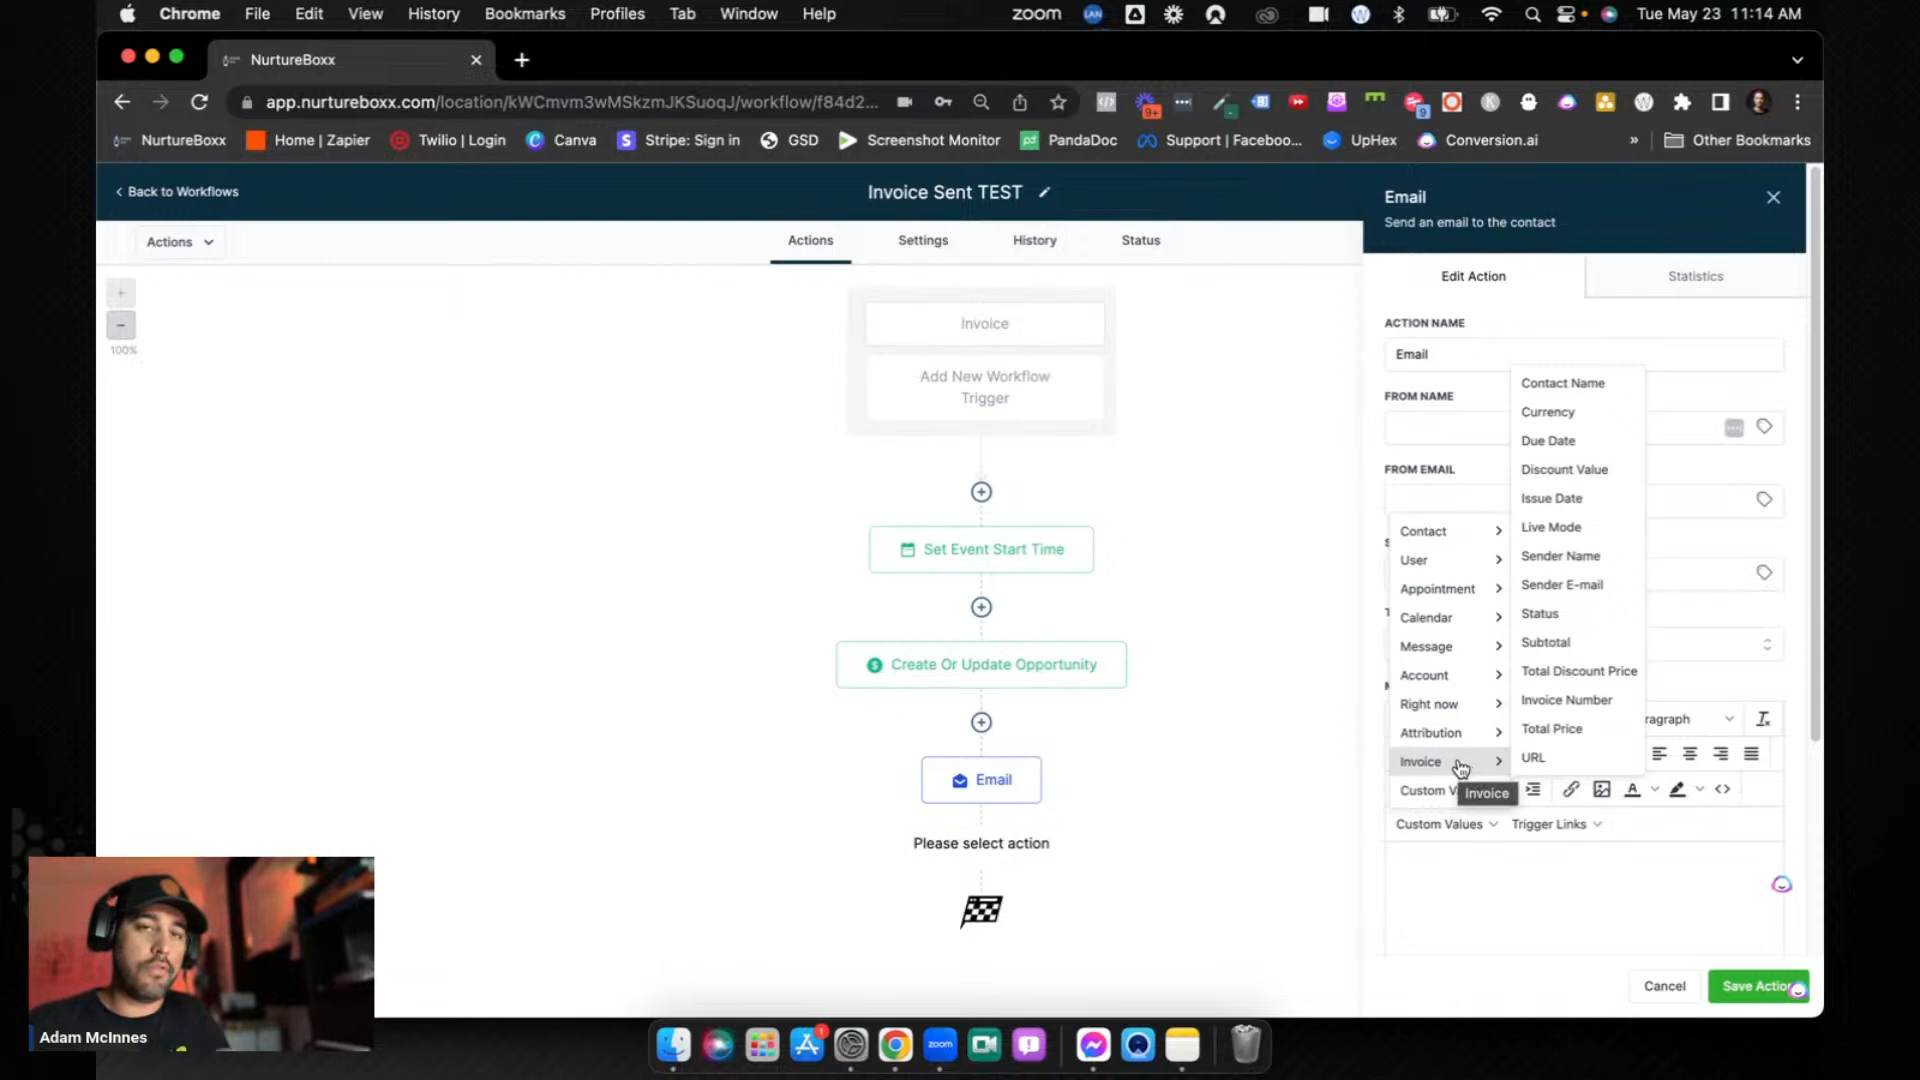 Chrome File Edit View History Bookmarks Profiles Tab Window Help
zoom LAN Tue May 23 11:14 AM
NurtureBoxx
app.nurtureboxx.com/location/kWCmvm3wMSkzmJKSuoqJ/workflow/f84d2...
9+
9
NurtureBoxx Home | Zapier Twilio | Login Canva Stripe: Sign in GSD Screenshot Monitor PandaDoc Support | Faceboo... UpHex Conversion.ai » Other Bookmarks
Back to Workflows
Invoice Sent TEST
Email
Send an email to the contact
Actions
Actions Settings History Status
Edit Action Statistics
100%
Invoice
Add New Workflow
Trigger
Set Event Start Time
Create Or Update Opportunity
Email
Please select action
ACTION NAME
Email
FROM NAME
FROM EMAIL
Contact
User
Appointment
Calendar
Message
Account
Right now
Attribution
Invoice
Custom V
Invoice
Contact Name
Currency
Due Date
Discount Value
Issue Date
Live Mode
Sender Name
Sender E-mail
Status
Subtotal
Total Discount Price
Invoice Number
Total Price
URL
ragraph
Custom Values Trigger Links
Cancel Save Action
Adam McInnes
zoom
1